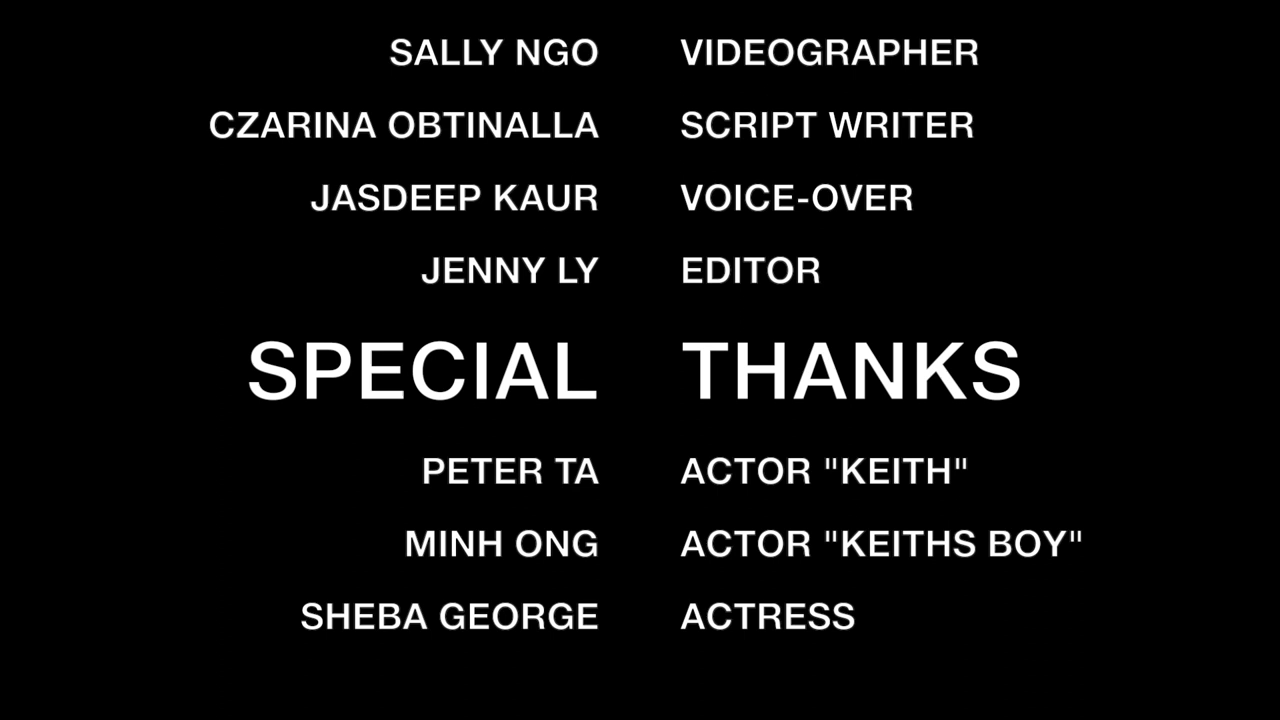 SALLY NGO VIDEOGRAPHER
CZARINA OBTINALLA SCRIPT WRITER
JASDEEP KAUR VOICE-OVER
JENNY LY EDITOR
SPECIAL THANKS
PETER TA ACTOR "KEITH"
MINH ONG ACTOR "KEITHS BOY"
SHEBA GEORGE ACTRESS